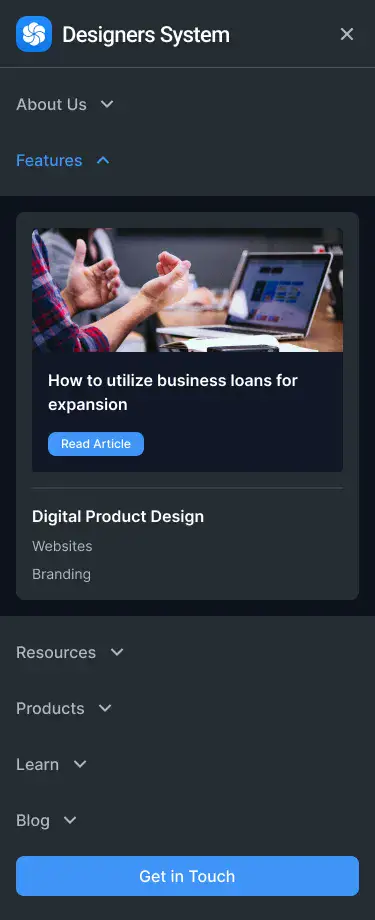 Designers System
About Us
Features
How to utilize business loans for
expansion
Read Article
Digital Product Design
Websites
Branding
Resources
Products
Learn
Blog
Get in Touch